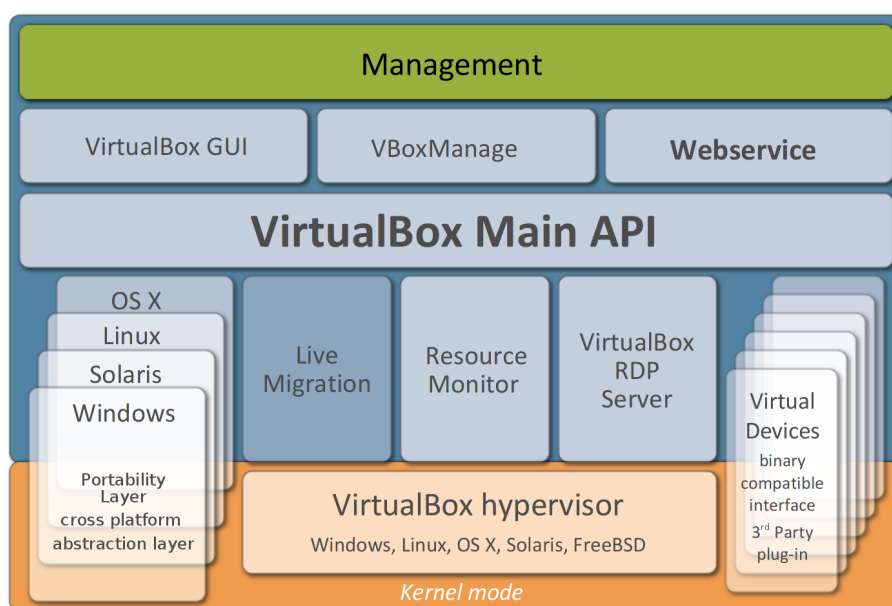 Management
VirtualBox GUI
VBoxManage
Webservice
VirtualBox Main API
OS X
Linux
Solaris
Windows
Portability
Layer
cross platform
abstraction layer
Live
Migration
Resource
Monitor
VirtualBox
RDP
Server
Virtual
Devices
binary
compatible
interface
3rd Party
plug-in
VirtualBox hypervisor
Windows, Linux, OS X, Solaris, FreeBSD
Kernel mode